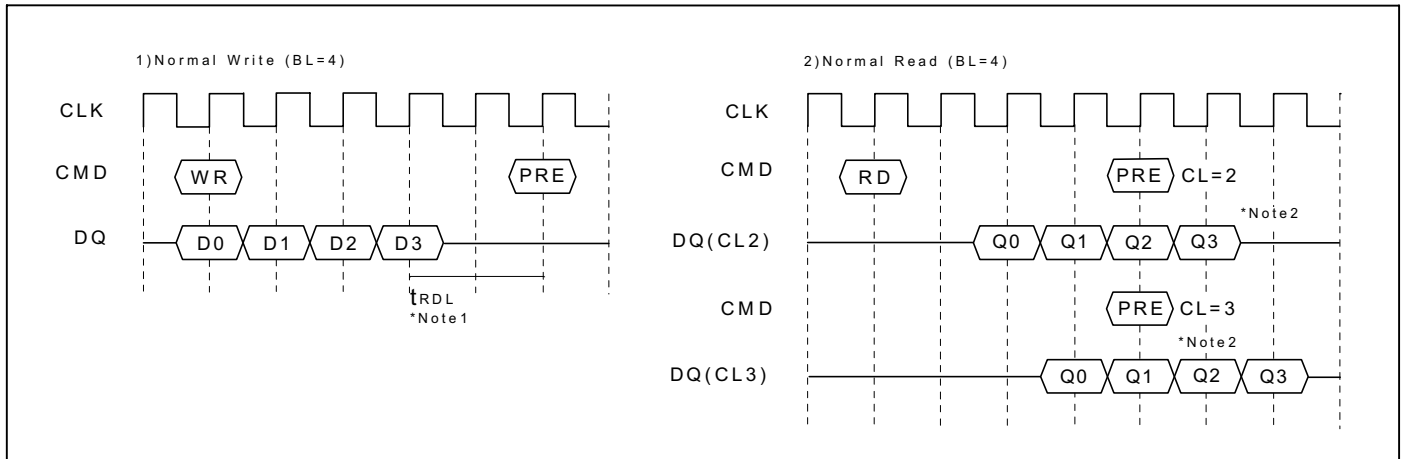 1)Normal Write (BL=4)
CLK
CMD
WR
PRE
DQ
D0 D1 D2 D3
tRDL
*Note1
2)Normal Read (BL=4)
CLK
CMD
RD
PRE CL=2
*Note2
DQ(CL2)
Q0 Q1 Q2 Q3
CMD
PRE CL=3
*Note2
DQ(CL3)
Q0 Q1 Q2 Q3